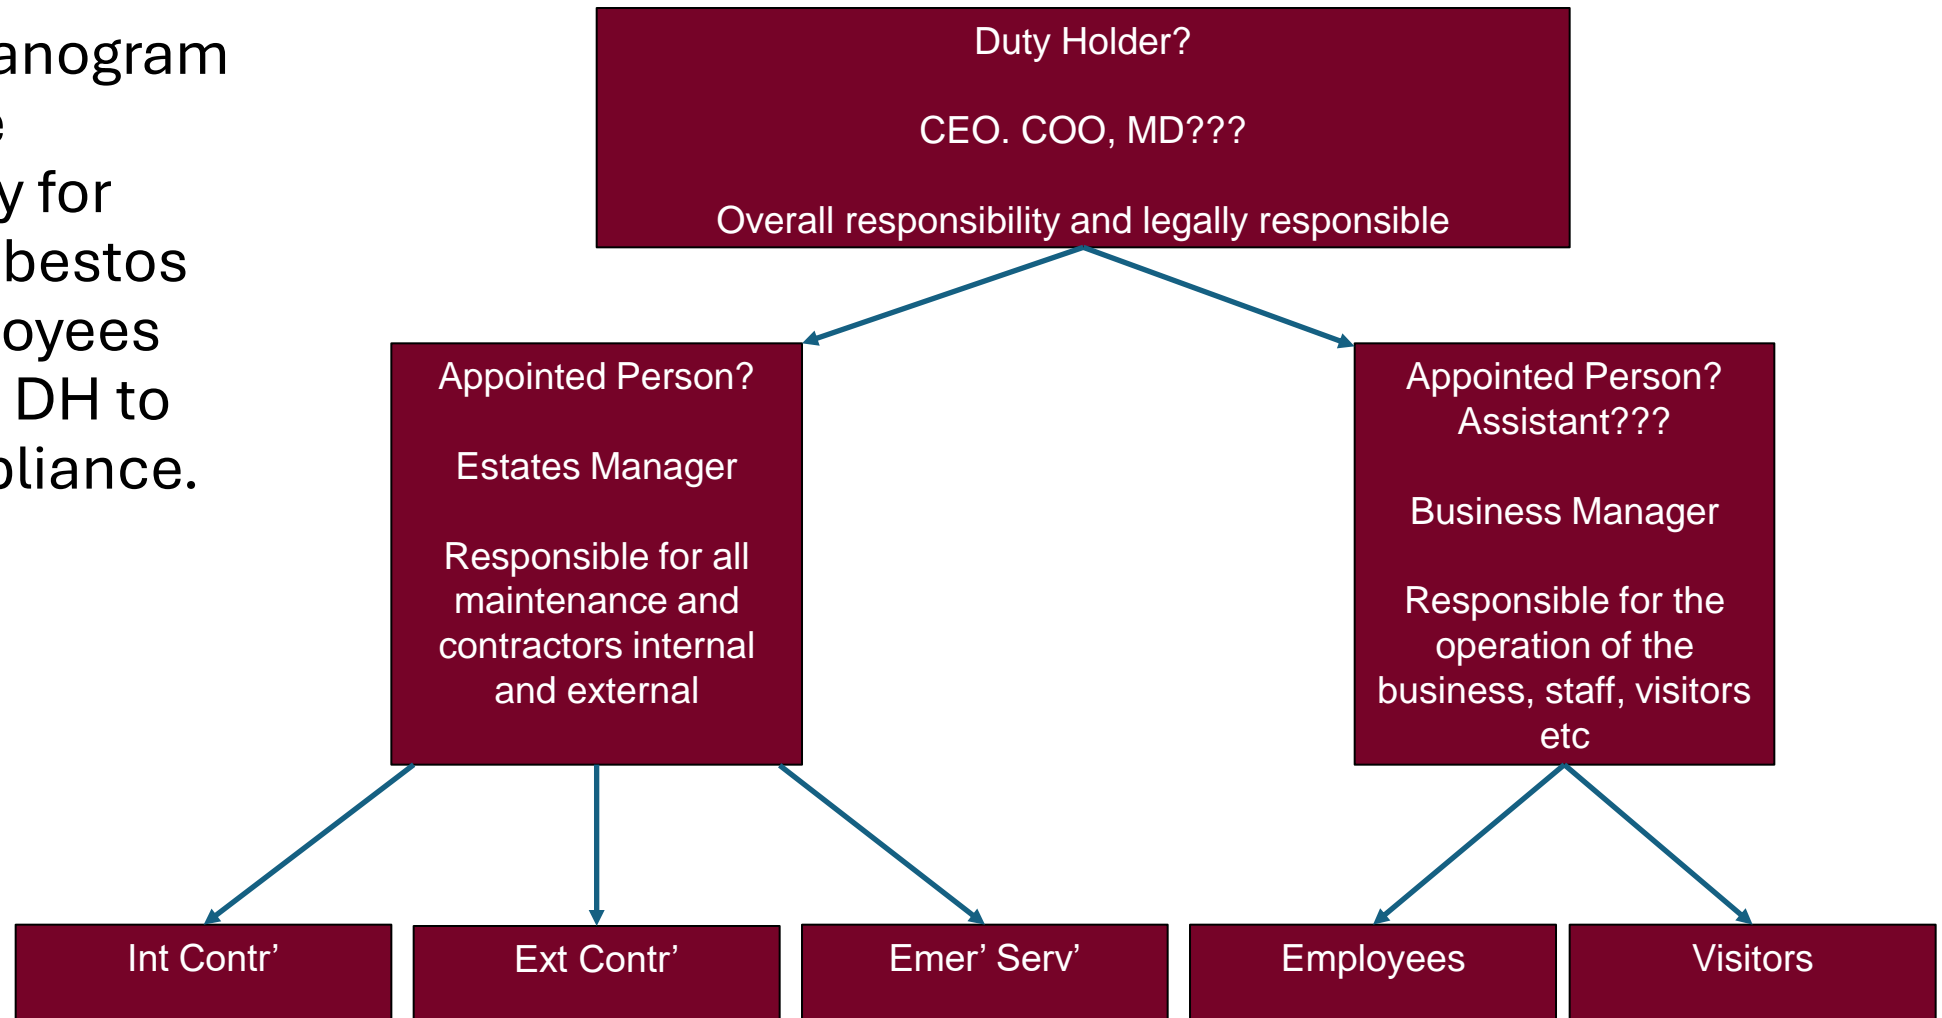 anogram
e
y for
bestos
oyees
DH to
pliance.
Duty Holder?
CEO. COO, MD???
Overall responsibility and legally responsible
Appointed Person?
Estates Manager
Responsible for all
maintenance and
contractors internal
and external
Appointed Person?
Assistant???
Business Manager
Responsible for the
operation of the
business, staff, visitors
etc
Int Contr’
Ext Contr’
Emer’ Serv’
Employees
Visitors